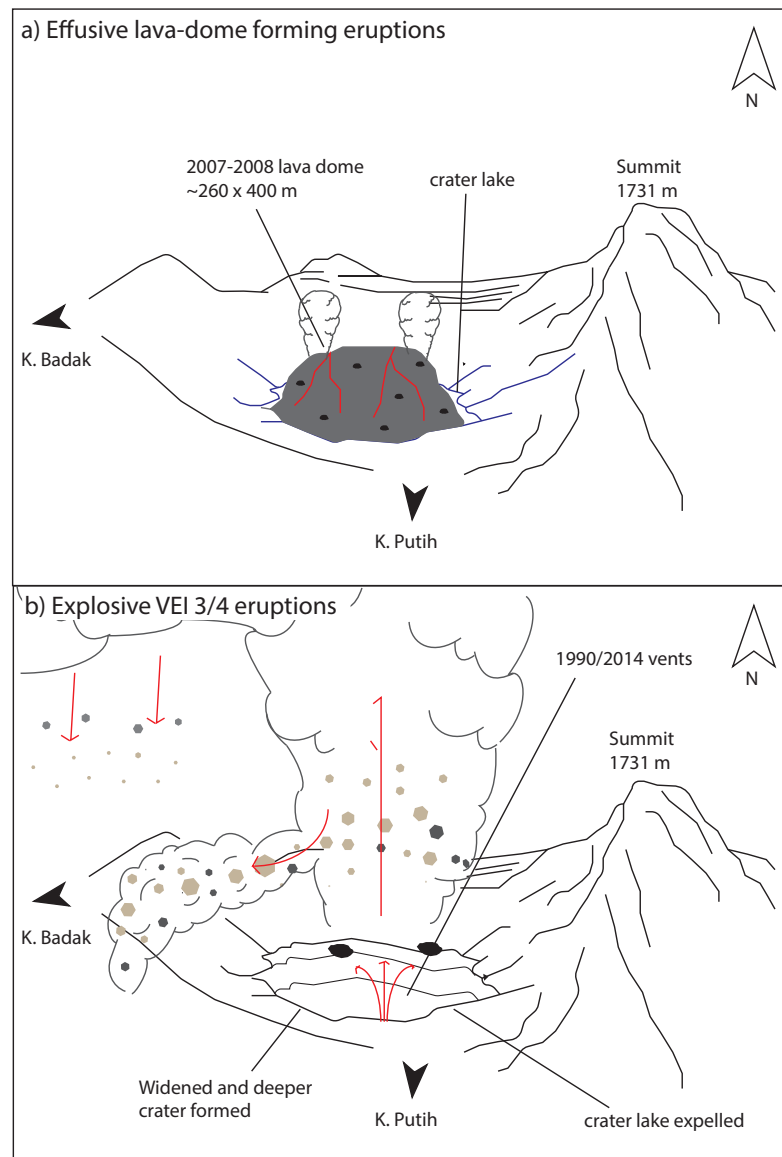 a) Effusive lava-dome forming eruptions
N
2007-2008 lava dome
~260 x 400 m
crater lake
Summit
1731 m
K. Badak
K. Putih
b) Explosive VEI 3/4 eruptions
N
1990/2014 vents
Summit
1731 m
K. Badak
Widened and deeper
crater formed
K. Putih
crater lake expelled